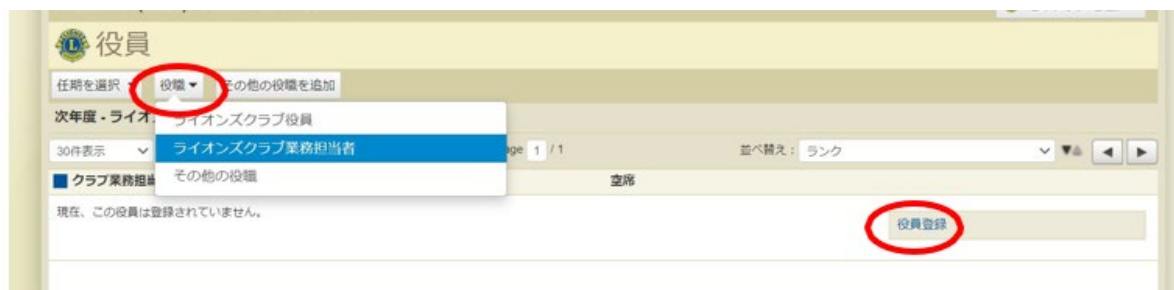 役員
任期を選択 役職▼ その他の役職を追加
次年度 - ライオ
ライオンズクラブ役員
30件表示
ライオンズクラブ業務担当者
age 1 / 1
並べ替え: ランク
クラブ業務担
その他の役職
空席
現在、この役員は登録されていません。
役員登録